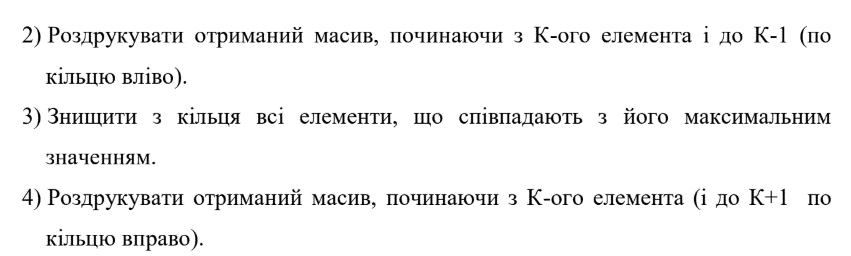 2) Роздрукувати отриманий масив, починаючи з К-ого елемента і до К-1 (по
кільцю вліво).
3) Знищити з кільця всі елементи, що співпадають з його максимальним
значенням.
4) Роздрукувати отриманий масив, починаючи з К-ого елемента (і до К+1 по
кільцю вправо).